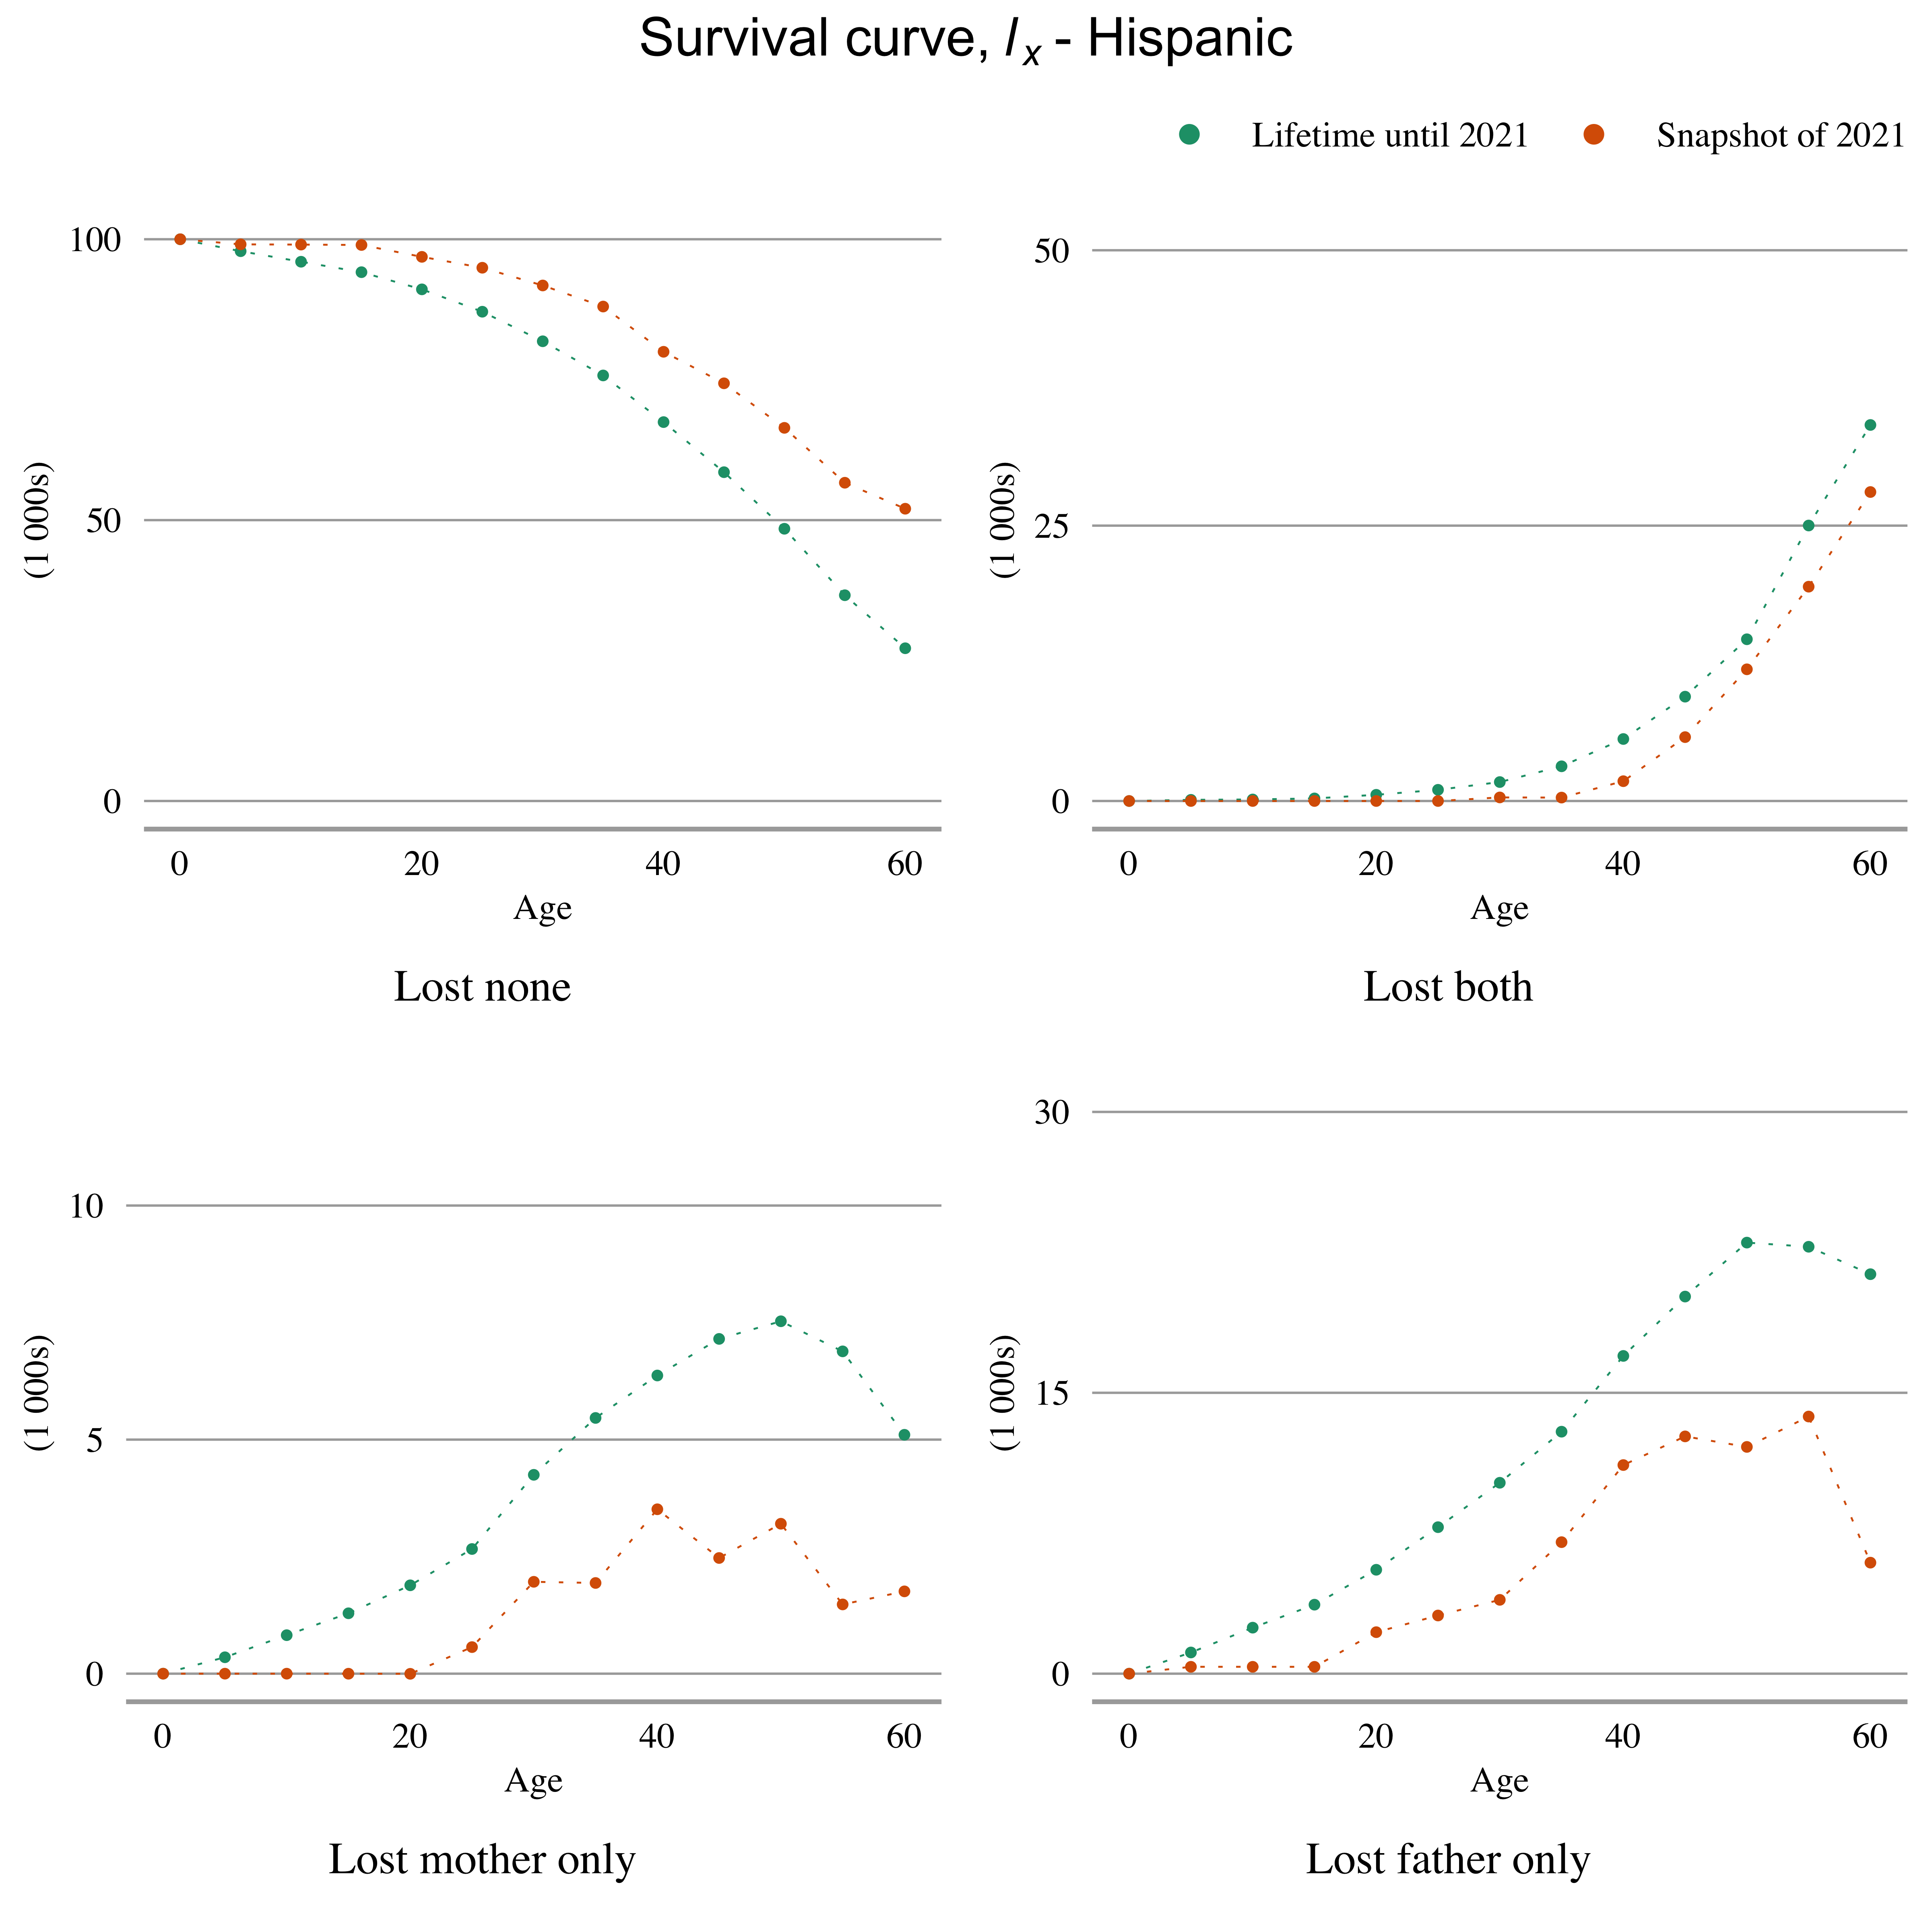 Survival curve, lx - Hispanic
Lifetime until 2021
Snapshot of 2021
100
50
0
(1 000s)
0 20 40 60
Age
Lost none
50
25
0
(1 000s)
0 20 40 60
Age
Lost both
10
5
0
(1 000s)
0 20 40 60
Age
Lost mother only
30
15
0
(1 000s)
0 20 40 60
Age
Lost father only